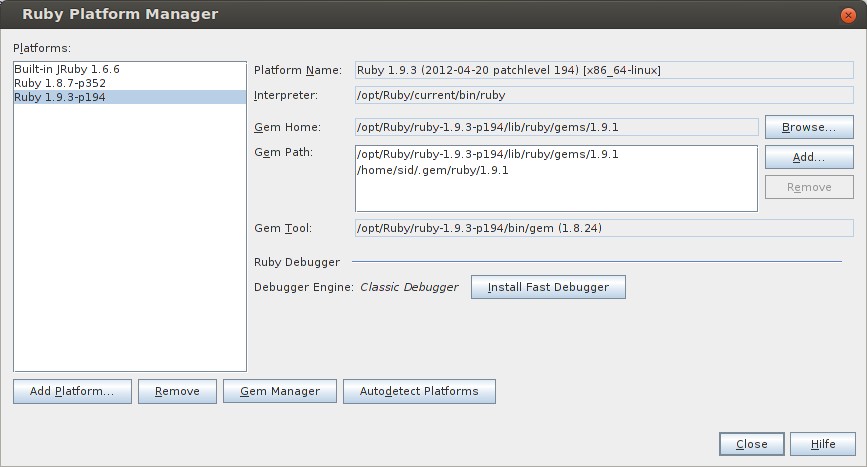 Ruby Platform Manager
Platforms:
Built-in JRuby 1.6.6
Ruby 1.8.7-p352
Ruby 1.9.3-p194
Platform Name: Ruby 1.9.3 (2012-04-20 patchlevel 194) [x86_64-linux]
Interpreter: /opt/Ruby/current/bin/ruby
Gem Home: /opt/Ruby/ruby-1.9.3-p194/lib/ruby/gems/1.9.1 Browse...
Gem Path: /opt/Ruby/ruby-1.9.3-p194/lib/ruby/gems/1.9.1 Add...
/home/sid/.gem/ruby/1.9.1
Remove
Gem Tool: /opt/Ruby/ruby-1.9.3-p194/bin/gem (1.8.24)
Ruby Debugger
Debugger Engine: Classic Debugger Install Fast Debugger
Add Platform... Remove Gem Manager Autodetect Platforms
Close Hilfe